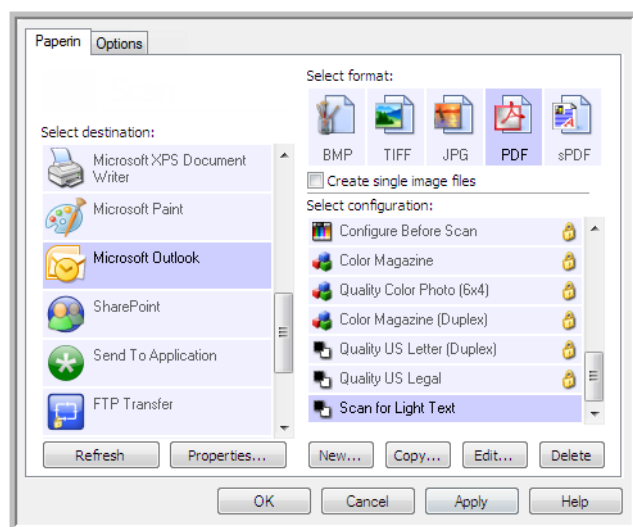 Paperin
Options
Select destination:
Microsoft XPS Document
Writer
Microsoft Paint
Microsoft Outlook
SharePoint
Send To Application
FTP Transfer
Refresh
Properties...
Select format:
BMP
TIFF
JPG
PDF
sPDF
Create single image files
Select configuration:
Configure Before Scan
Color Magazine
Quality Color Photo (6x4)
Color Magazine (Duplex)
Quality US Letter (Duplex)
Quality US Legal
Scan for Light Text
New...
Copy...
Edit...
Delete
OK
Cancel
Apply
Help